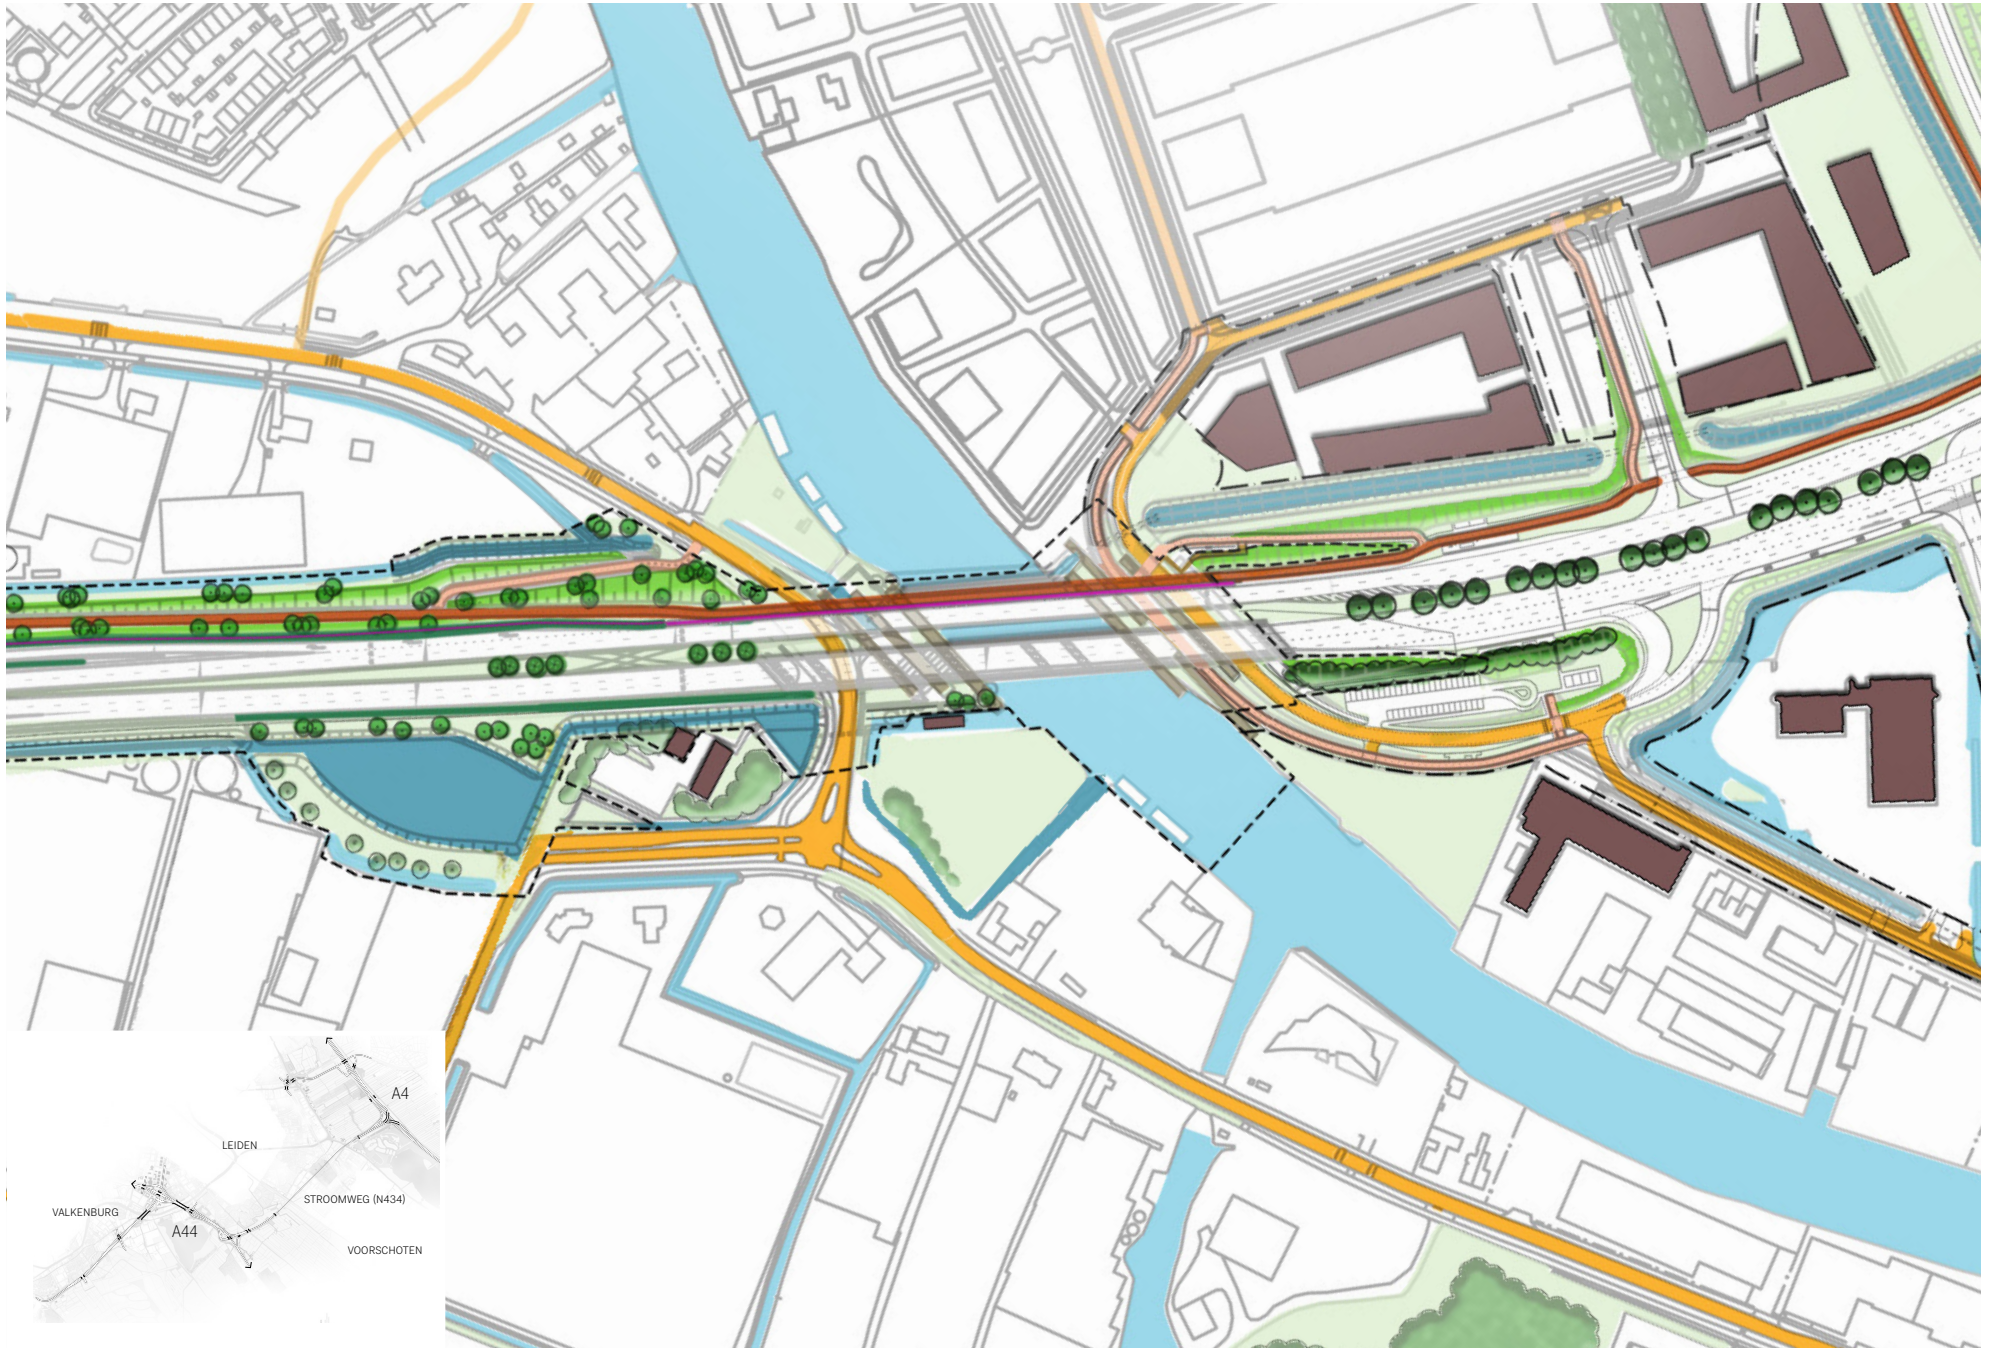 A4
LEIDEN
STROOMWEG (N434)
VALKENBURG
A44
VOORSCHOTEN